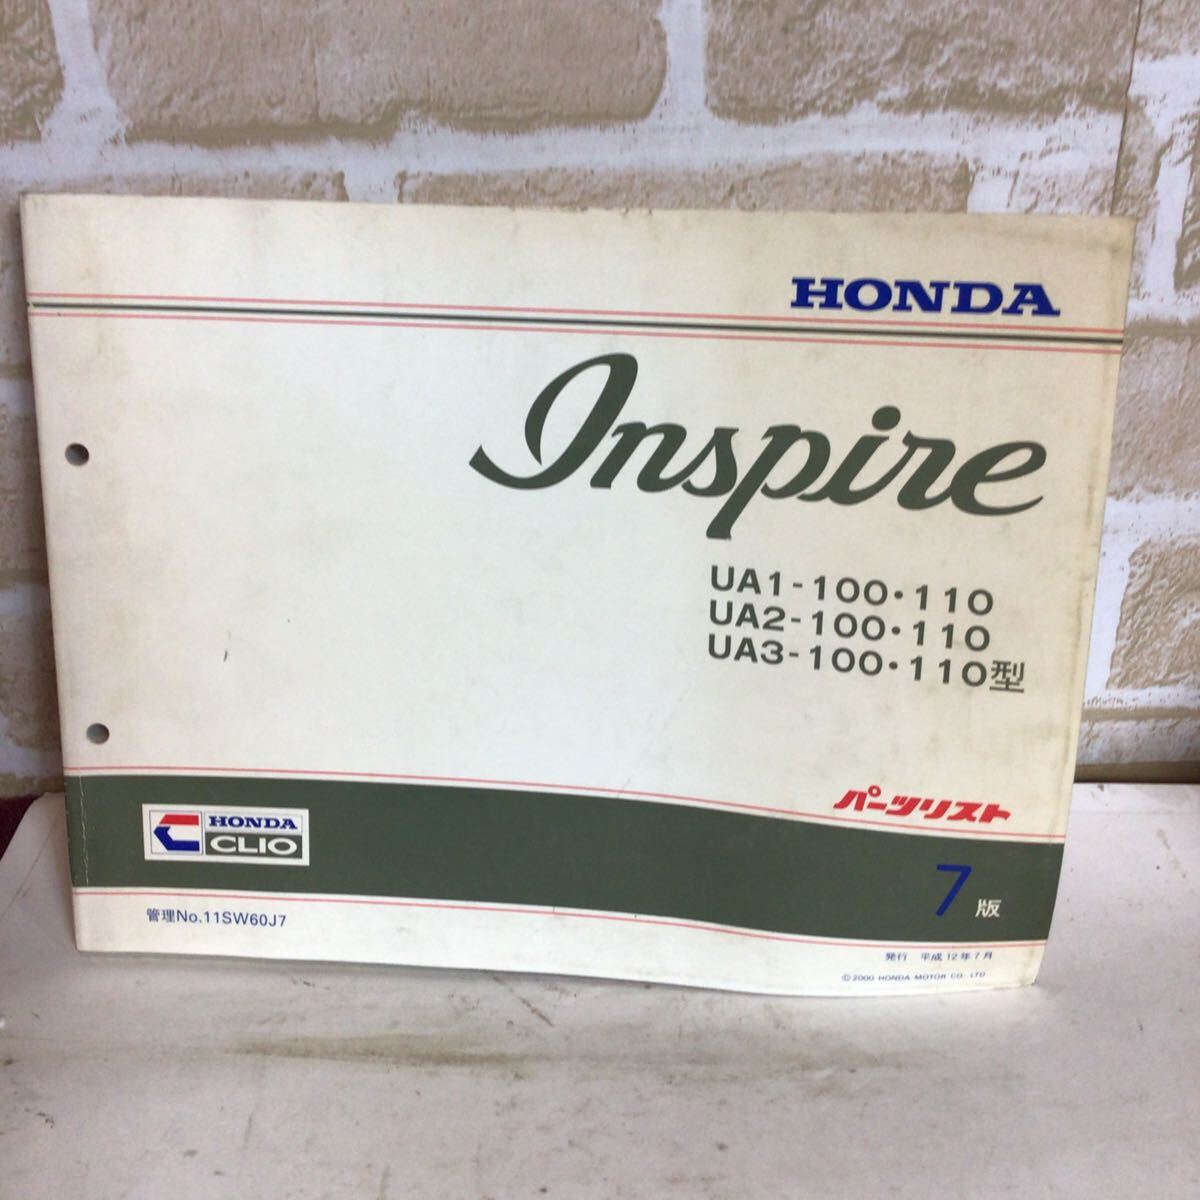 HONDA
Inspire
UA1-100・110
UA2-100・110
UA3-100・110型
パーツリスト
HONDA
CLIO
7版
管理No.11SW60J7
発行 平成12年7月
©2000 HONDA MOTOR CO.,LTD